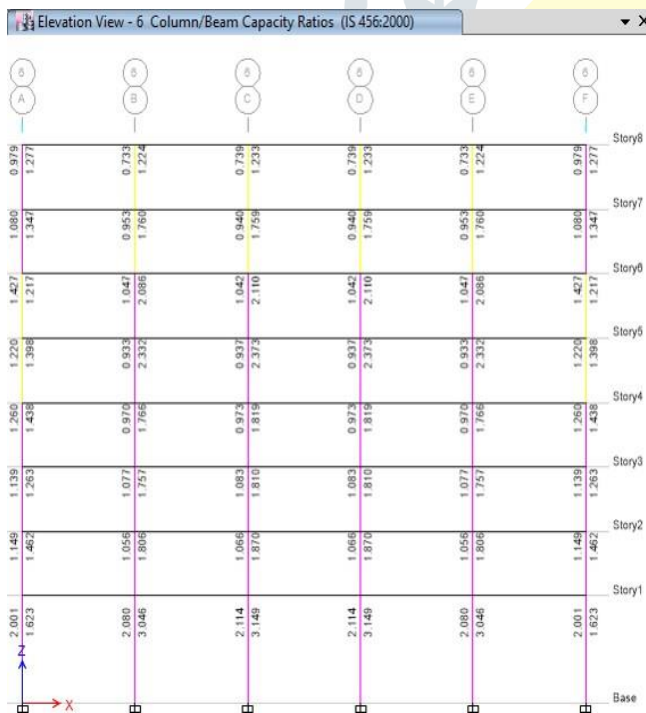 Elevation View - 6 Column/Beam Capacity Ratios (IS 456:2000)
6 6 6 6 6 6
A B C D E F
Story8
0.979 1.277 0.733 1.224 0.739 1.233 0.739 1.233 0.733 1.224 0.979 1.277
Story7
1.080 1.347 0.953 1.760 0.940 1.759 0.940 1.759 0.953 1.760 1.080 1.347
Story6
1.427 1.217 1.047 2.086 1.042 2.110 1.042 2.110 1.047 2.086 1.427 1.217
Story5
1.220 1.398 0.933 2.332 0.937 2.373 0.937 2.373 0.933 2.332 1.220 1.398
Story4
1.260 1.438 0.970 1.766 0.973 1.819 0.973 1.819 0.970 1.766 1.260 1.438
Story3
1.139 1.263 1.077 1.757 1.083 1.810 1.083 1.810 1.077 1.757 1.139 1.263
Story2
1.149 1.462 1.056 1.806 1.066 1.870 1.066 1.870 1.056 1.806 1.149 1.462
Story1
2.001 1.623 2.080 3.046 2.114 3.149 2.114 3.149 2.080 3.046 2.001 1.623
Z
X
Base